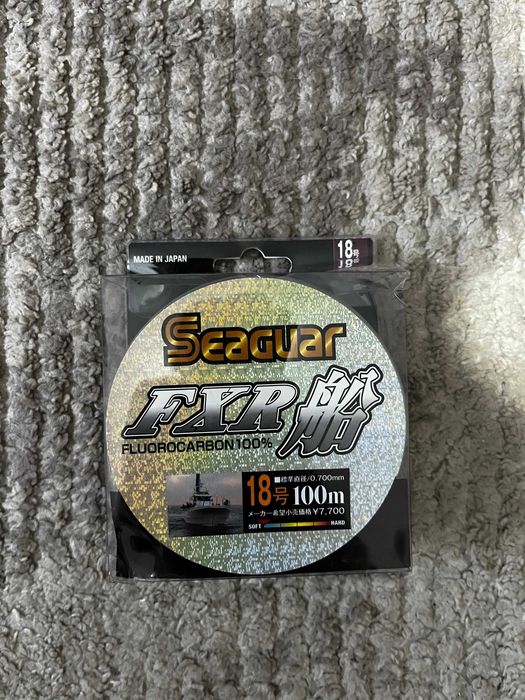 MADE IN JAPAN
18号
Seaguar
FXR船
FLUOROCARBON100%
標準直径/0.700mm
18号 100m
メーカー希望小売価格 ¥7,700
SOFT HARD